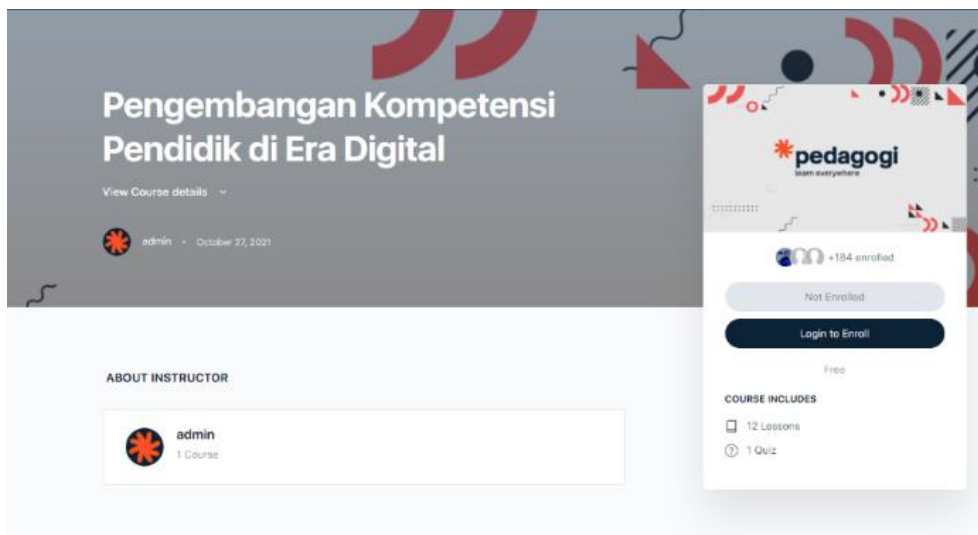 Pengembangan Kompetensi
Pendidik di Era Digital
View Course details
admin · October 27, 2021
pedagogi
learn everywhere
+184 enrolled
Not Enrolled
Login to Enroll
Free
COURSE INCLUDES
12 Lessons
1 Quiz
ABOUT INSTRUCTOR
admin
1 Course